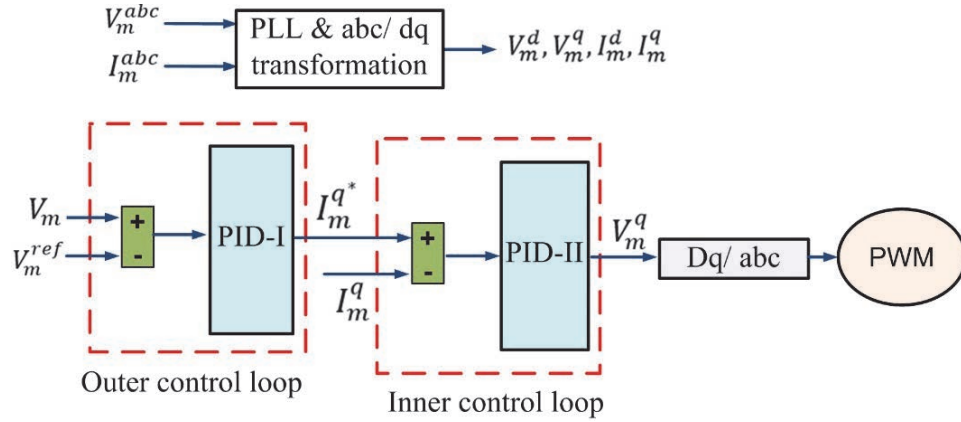 V_m^{abc}
I_m^{abc}
PLL & abc/ dq
transformation
V_m^d, V_m^q, I_m^d, I_m^q
V_m
V_m^{ref}
+
-
PID-I
I_m^{q*}
I_m^q
+
-
PID-II
V_m^q
Dq/ abc
PWM
Outer control loop
Inner control loop